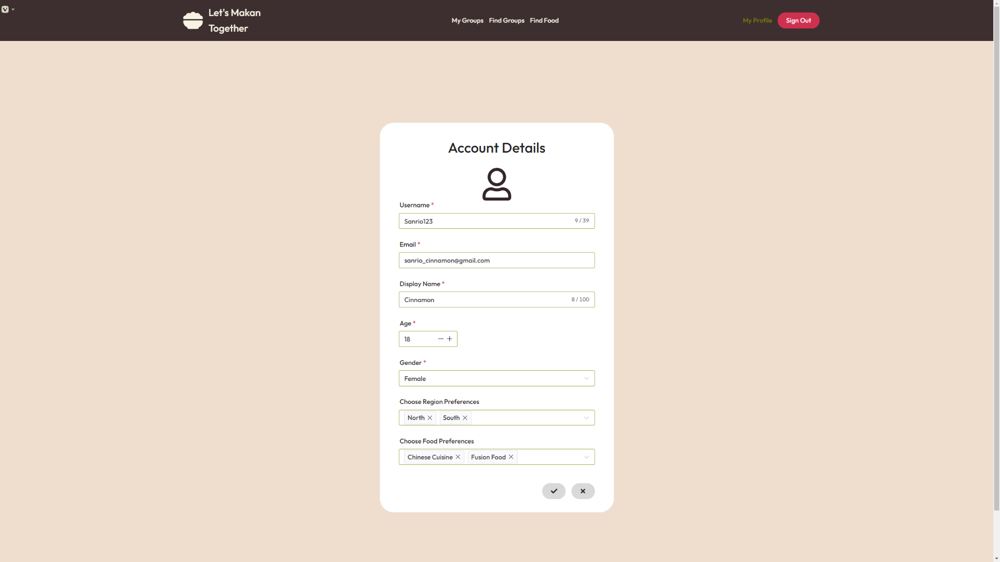 Let's Makan
Together
My Groups Find Groups Find Food
My Profile Sign Out
Account Details
Username *
Sanrio123 9 / 39
Email *
sanrio_cinnamon@gmail.com
Display Name *
Cinnamon 8 / 100
Age *
18
Gender *
Female
Choose Region Preferences
North South
Choose Food Preferences
Chinese Cuisine Fusion Food